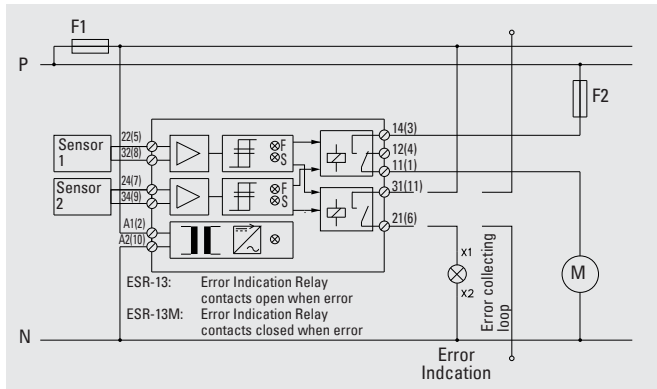 F1
P
F2
14(3)
22(5)
Sensor
1
32(8)
F
S
12(4)
11(1)
31(11)
24(7)
Sensor
2
34(9)
F
S
21(6)
A1(2)
A2(10)
x1
x2
Error collecting
loop
M
ESR-13: Error Indication Relay
contacts open when error
ESR-13M: Error Indication Relay
contacts closed when error
N
Error
Indcation